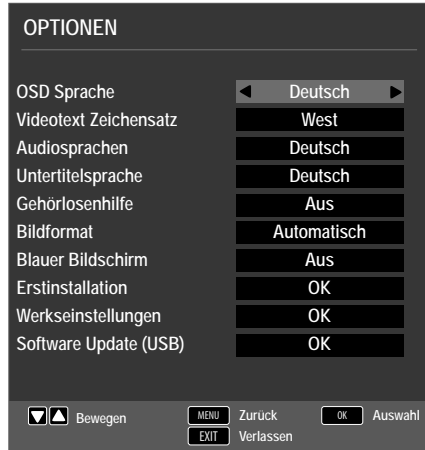 OPTIONEN
OSD Sprache Deutsch
Videotext Zeichensatz West
Audiosprachen Deutsch
Untertitelsprache Deutsch
Gehörlosenhilfe Aus
Bildformat Automatisch
Blauer Bildschirm Aus
Erstinstallation OK
Werkseinstellungen OK
Software Update (USB) OK
Bewegen MENU Zurück OK Auswahl
EXIT Verlassen